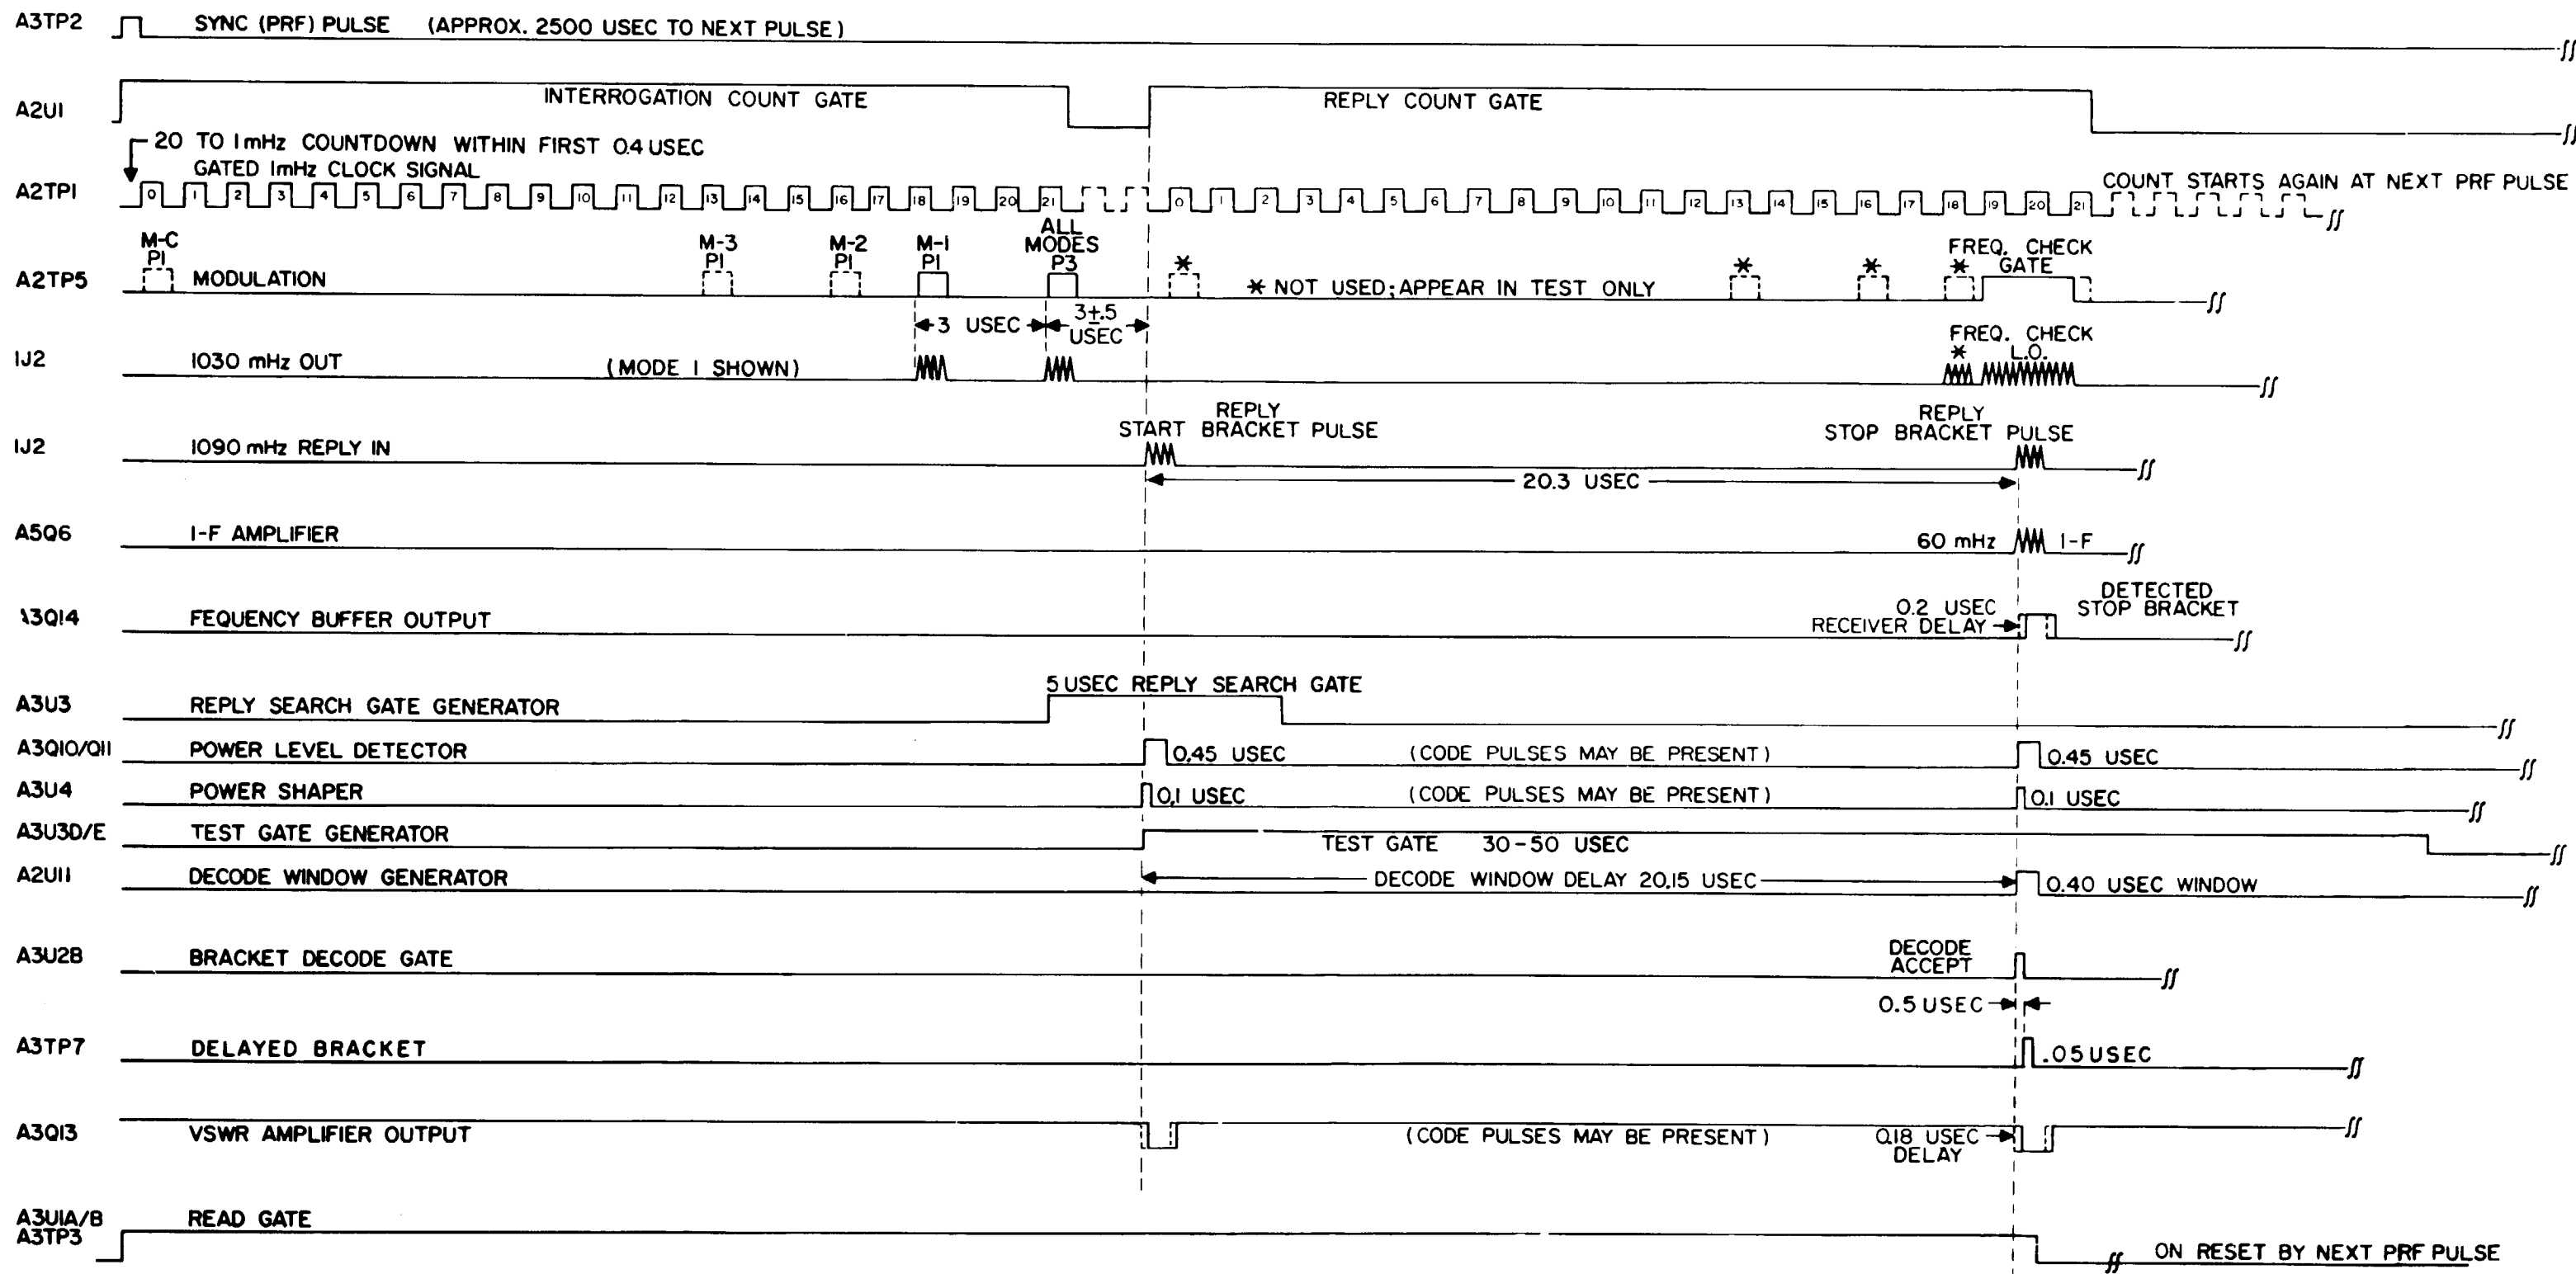 A3TP2 SYNC (PRF) PULSE (APPROX. 2500 USEC TO NEXT PULSE)
A2U1 INTERROGATION COUNT GATE REPLY COUNT GATE
20 TO 1mHz COUNTDOWN WITHIN FIRST 0.4 USEC
GATED 1mHz CLOCK SIGNAL
COUNT STARTS AGAIN AT NEXT PRF PULSE
A2TP1 0 1 2 3 4 5 6 7 8 9 10 11 12 13 14 15 16 17 18 19 20 21 0 1 2 3 4 5 6 7 8 9 10 11 12 13 14 15 16 17 18 19 20 21
M-C P1
M-3 P1
M-2 P1
M-1 P1
ALL MODES P3
*
*
*
*
FREQ. CHECK GATE
A2TP5 MODULATION * NOT USED; APPEAR IN TEST ONLY
3 USEC
3±.5 USEC
FREQ. CHECK
* L.O.
1J2 1030 mHz OUT (MODE 1 SHOWN)
REPLY START BRACKET PULSE
REPLY STOP BRACKET PULSE
1J2 1090 mHz REPLY IN
20.3 USEC
A5Q6 I-F AMPLIFIER 60 mHz I-F
DETECTED STOP BRACKET
0.2 USEC RECEIVER DELAY
A3Q14 FEQUENCY BUFFER OUTPUT
5 USEC REPLY SEARCH GATE
A3U3 REPLY SEARCH GATE GENERATOR
A3Q10/Q11 POWER LEVEL DETECTOR 0.45 USEC (CODE PULSES MAY BE PRESENT) 0.45 USEC
A3U4 POWER SHAPER 0.1 USEC (CODE PULSES MAY BE PRESENT) 0.1 USEC
A3U3D/E TEST GATE GENERATOR TEST GATE 30-50 USEC
A2U11 DECODE WINDOW GENERATOR DECODE WINDOW DELAY 20.15 USEC 0.40 USEC WINDOW
A3U2B BRACKET DECODE GATE DECODE ACCEPT
0.5 USEC
A3TP7 DELAYED BRACKET .05 USEC
A3Q13 VSWR AMPLIFIER OUTPUT (CODE PULSES MAY BE PRESENT) 0.18 USEC DELAY
A3U1A/B READ GATE
A3TP3 ON RESET BY NEXT PRF PULSE